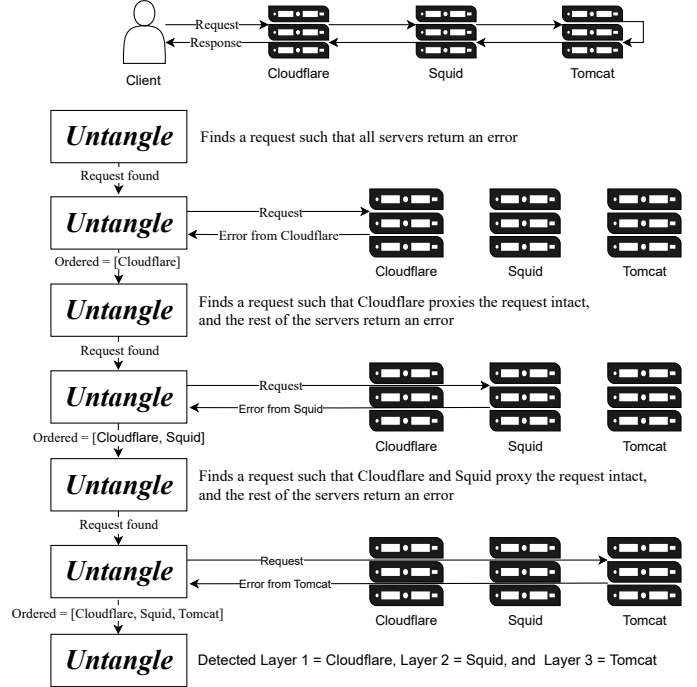 Request
Response
Client
Cloudflare
Squid
Tomcat
Untangle
Finds a request such that all servers return an error
Request found
Untangle
Request
Error from Cloudflare
Cloudflare
Squid
Tomcat
Ordered = [Cloudflare]
Untangle
Finds a request such that Cloudflare proxies the request intact,
and the rest of the servers return an error
Request found
Untangle
Request
Error from Squid
Cloudflare
Squid
Tomcat
Ordered = [Cloudflare, Squid]
Untangle
Finds a request such that Cloudflare and Squid proxy the request intact,
and the rest of the servers return an error
Request found
Untangle
Request
Error from Tomcat
Cloudflare
Squid
Tomcat
Ordered = [Cloudflare, Squid, Tomcat]
Untangle
Detected Layer 1 = Cloudflare, Layer 2 = Squid, and Layer 3 = Tomcat